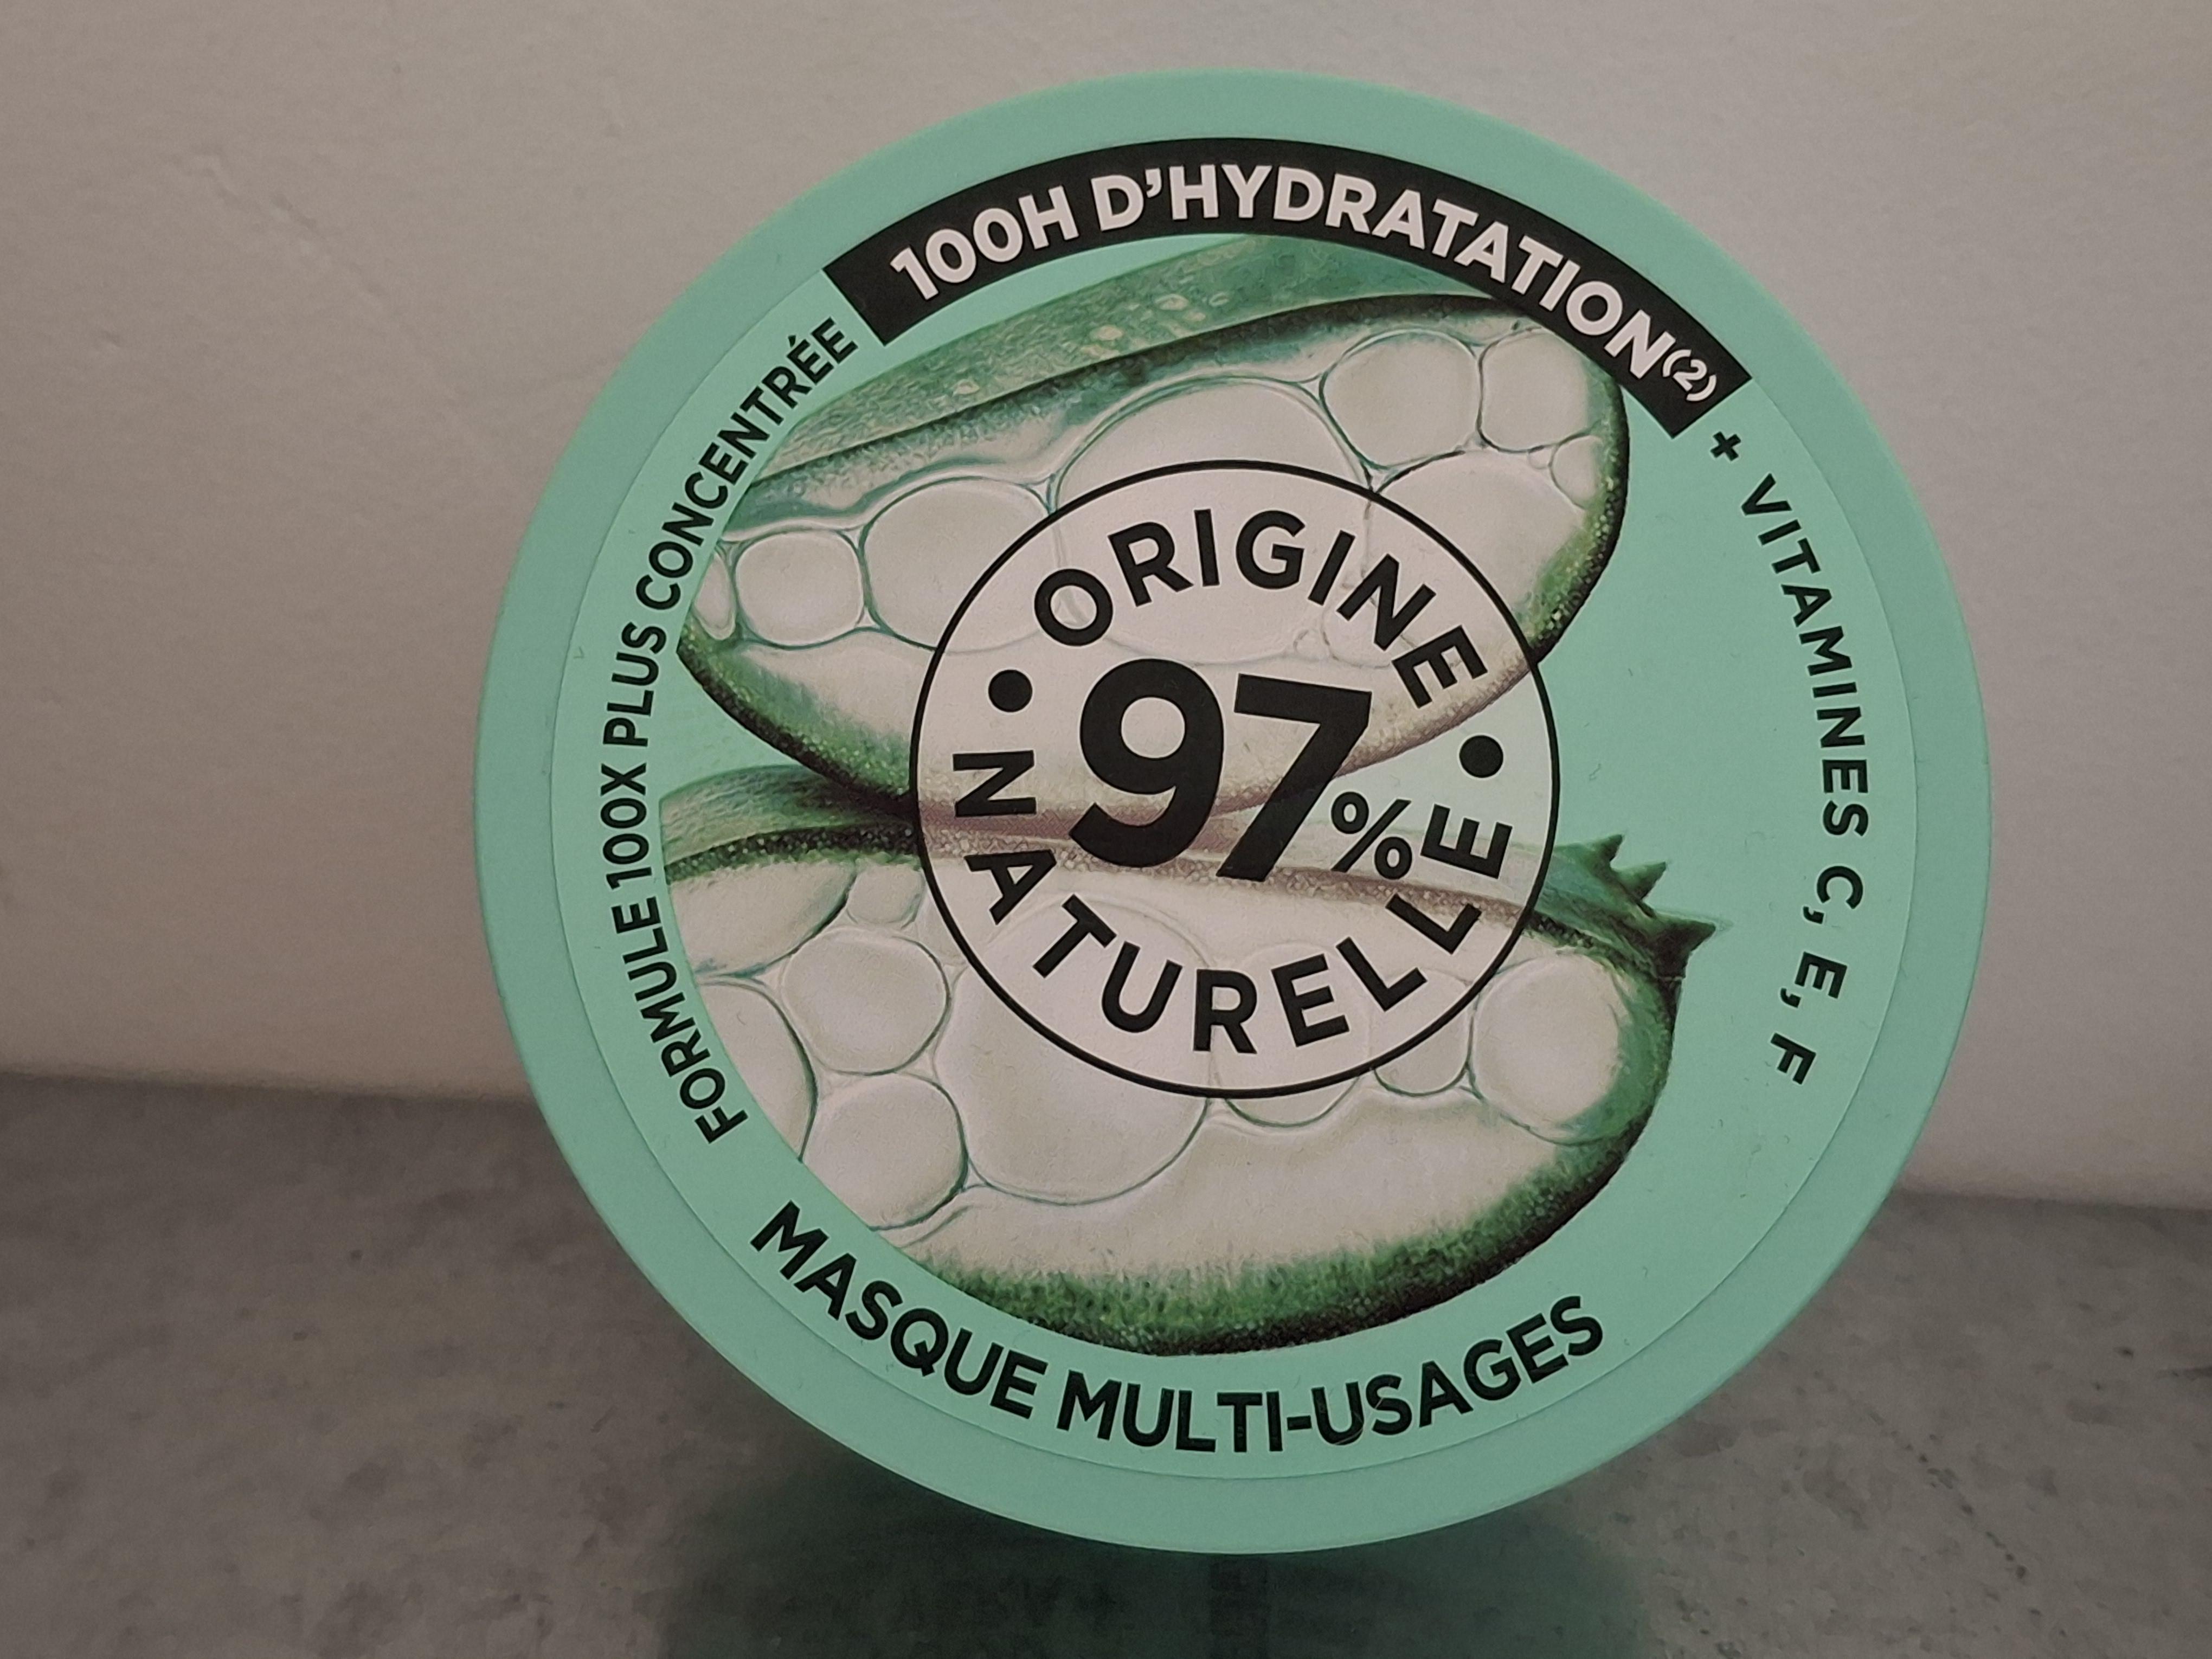 100H D'HYDRATATION(2)
+ VITAMINES C, E, F
FORMULE 100X PLUS CONCENTRÉE
ORIGINE
97%
NATURELLE
MASQUE MULTI-USAGES